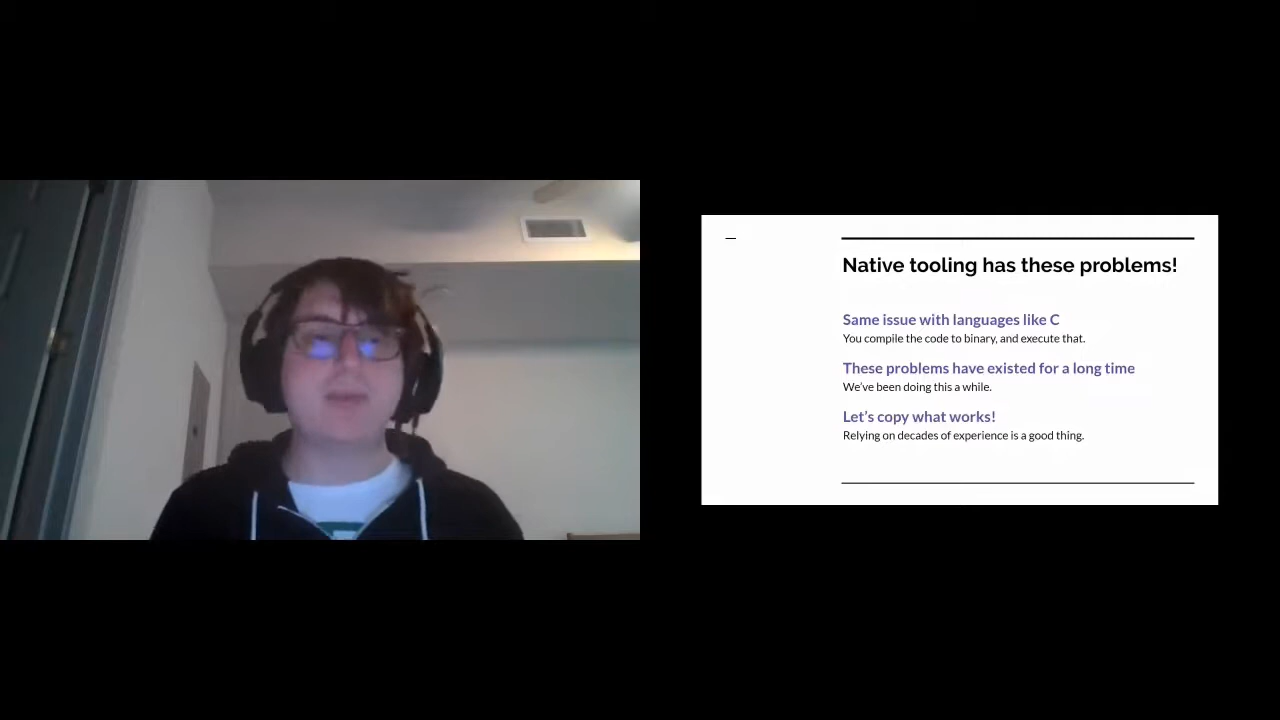 Native tooling has these problems!
Same issue with languages like C
You compile the code to binary, and execute that.
These problems have existed for a long time
We've been doing this a while.
Let's copy what works!
Relying on decades of experience is a good thing.